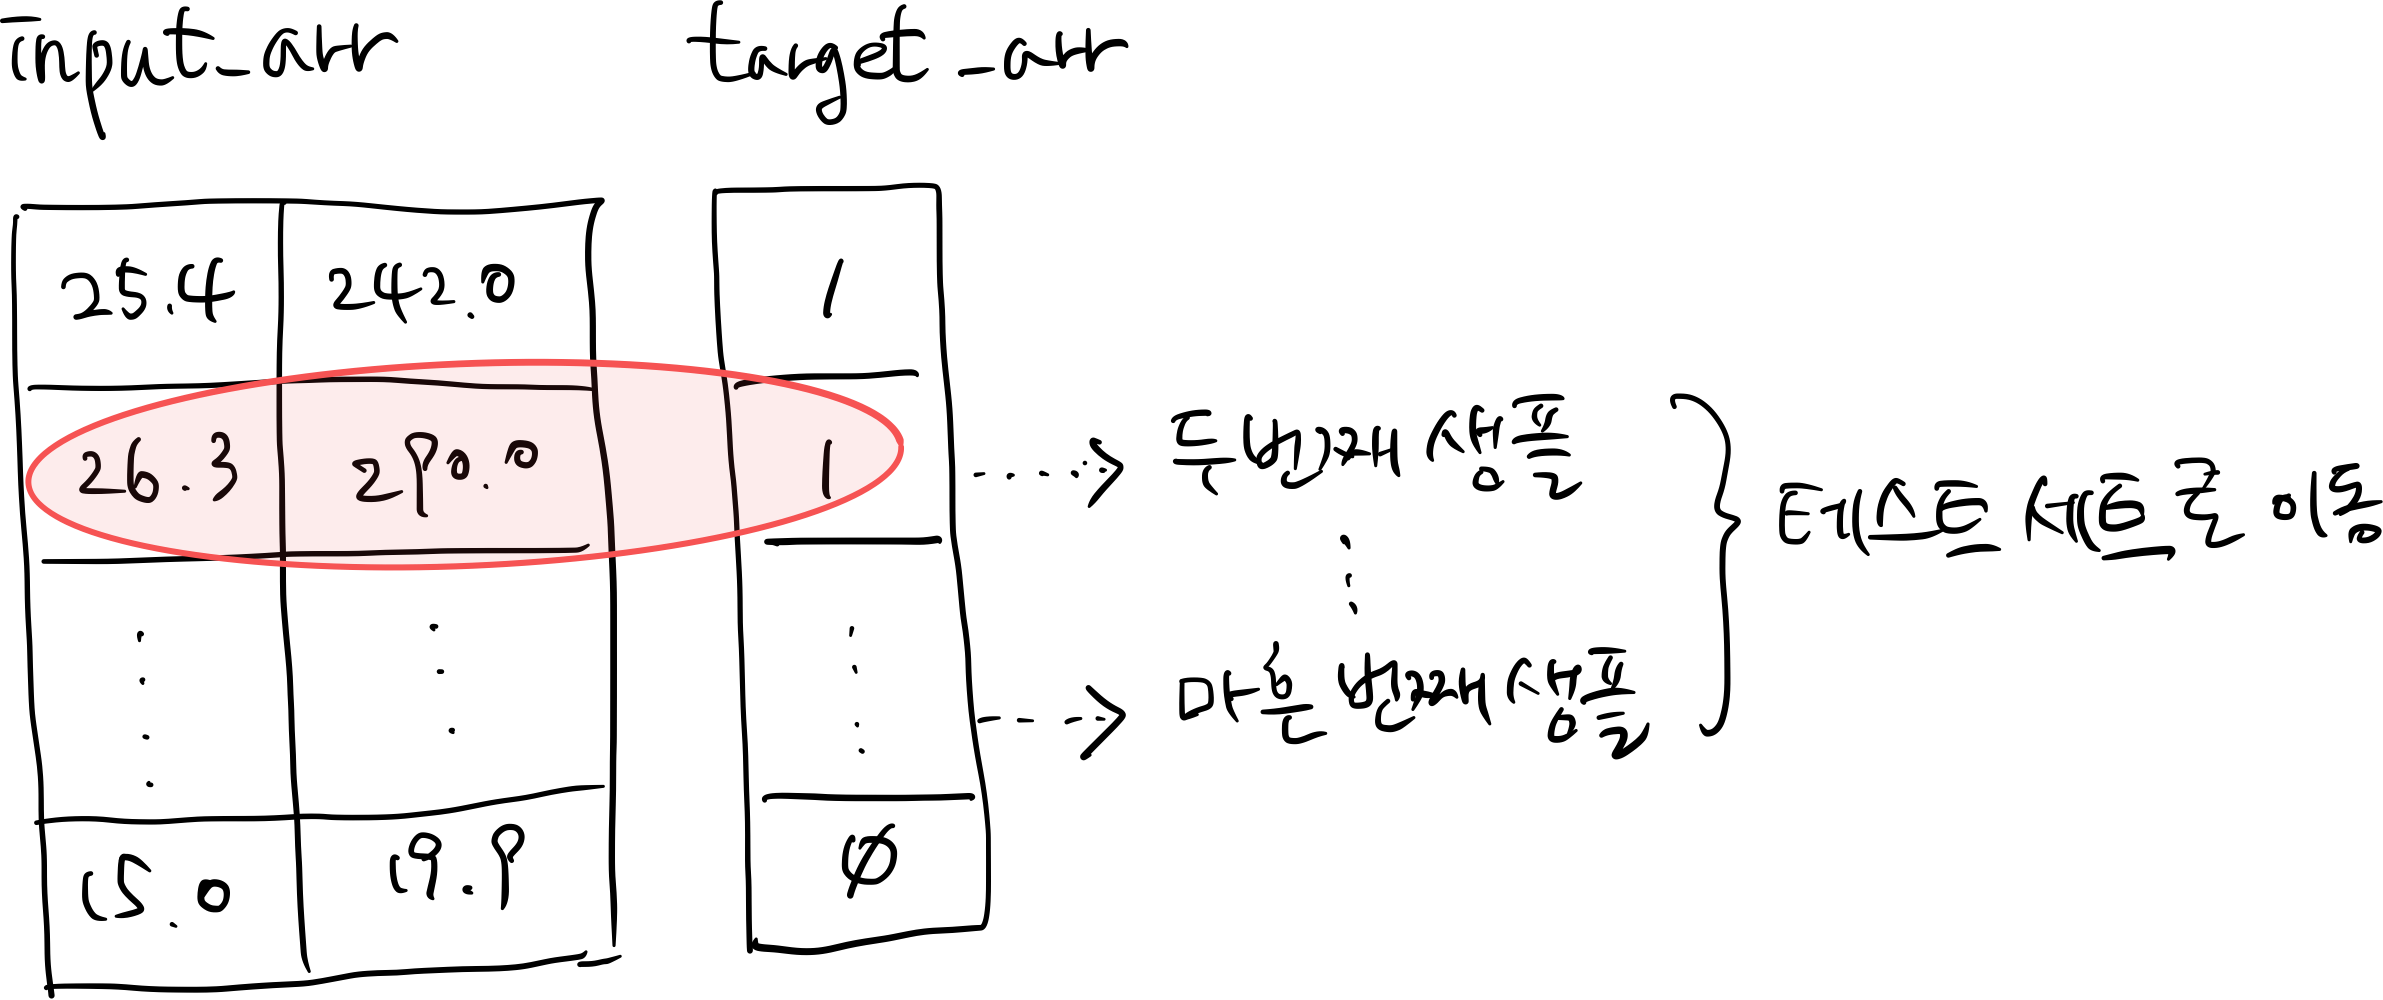 input_arr target_arr
25.4 242.0 1
26.3 290.0 1 두번째 샘플
마흔 번째 샘플
테스트 세트로 이동
15.0 19.9 0